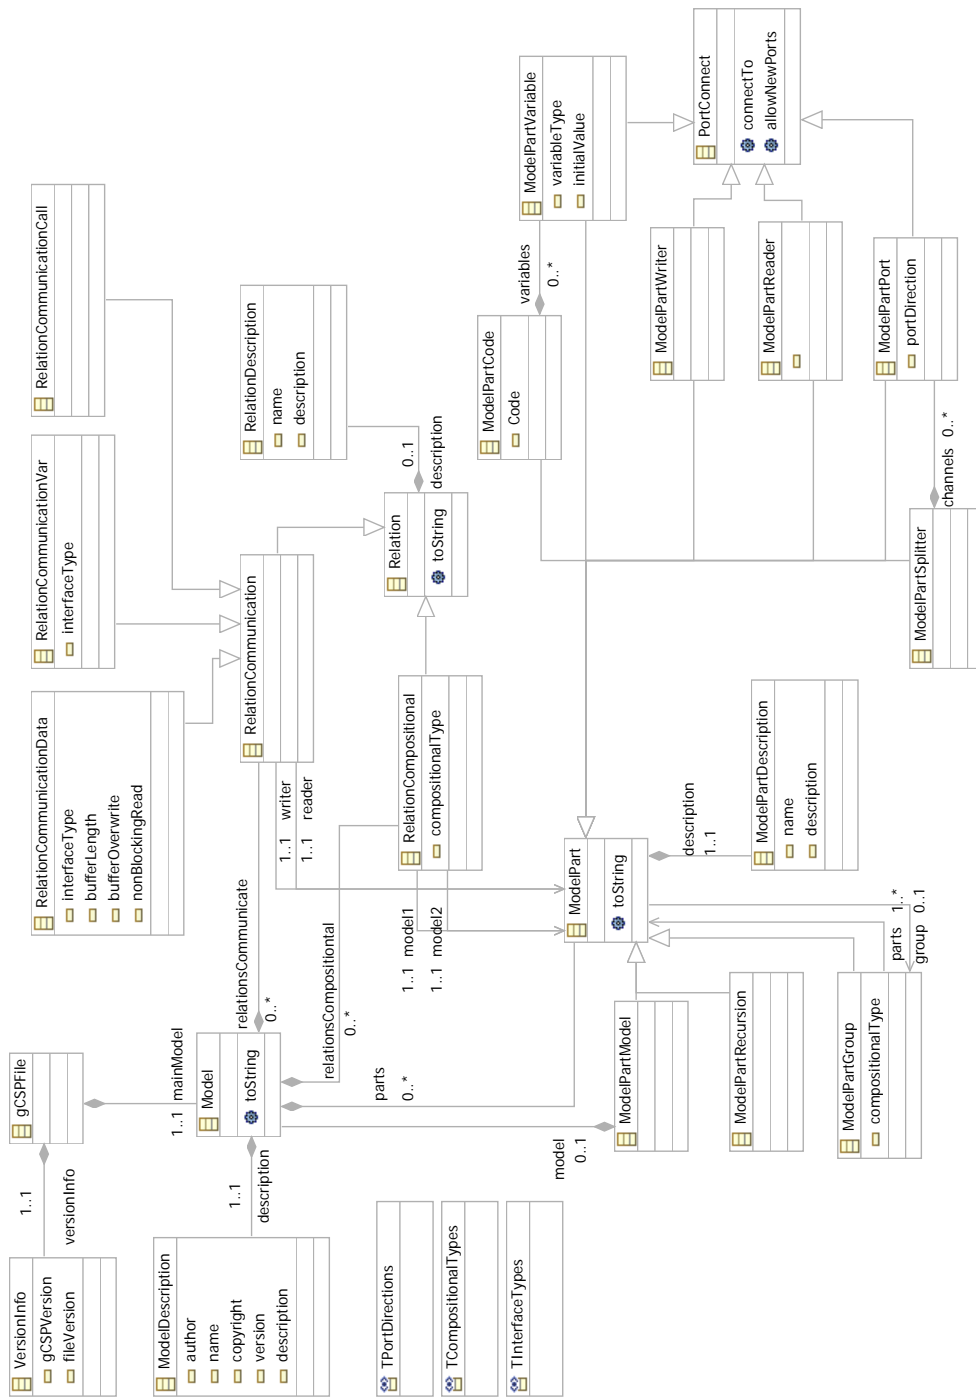 VersionInfo
gCSPVersion
fileVersion
1..1
versionInfo
gCSPFile
1..1 mainModel
ModelDescription
author
name
copyright
version
description
1..1
description
Model
toString
relationsCommunicate
0..*
relationsCompositiontal
0..*
parts
0..*
model
0..1
TPortDirections
TCompositionalTypes
TInterfaceTypes
RelationCommunicationData
interfaceType
bufferLength
bufferOverwrite
nonBlockingRead
RelationCommunicationVar
interfaceType
RelationCommunicationCall
RelationCommunication
1..1 writer
1..1 reader
RelationDescription
name
description
0..1
description
Relation
toString
RelationCompositional
compositionalType
1..1 model1
1..1 model2
ModelPart
toString
description
1..1
ModelPartDescription
name
description
parts 1..*
group 0..1
ModelPartModel
ModelPartRecursion
ModelPartGroup
compositionalType
ModelPartCode
Code
variables
0..*
ModelPartVariable
variableType
initialValue
ModelPartWriter
ModelPartReader
ModelPartPort
portDirection
channels 0..*
ModelPartSplitter
PortConnect
connectTo
allowNewPorts